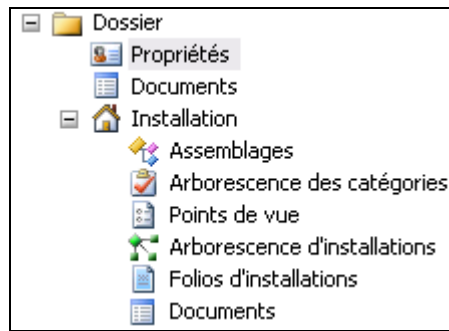 Dossier
Propriétés
Documents
Installation
Assemblages
Arborescence des catégories
Points de vue
Arborescence d'installations
Folios d'installations
Documents